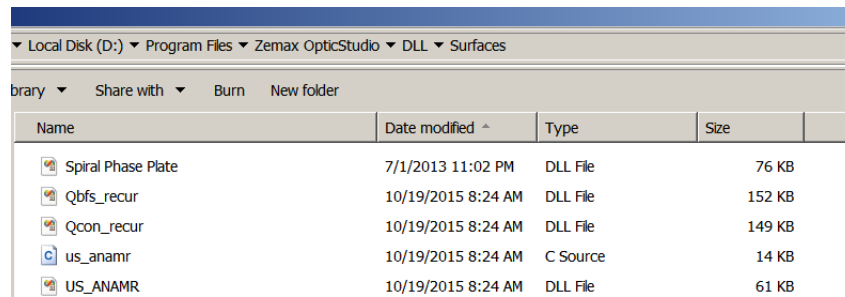 Local Disk (D:) ▾ Program Files ▾ Zemax OpticStudio ▾ DLL ▾ Surfaces
brary Share with Burn New folder
Name Date modified Type Size
Spiral Phase Plate 7/1/2013 11:02 PM DLL File 76 KB
Qbfs_recur 10/19/2015 8:24 AM DLL File 152 KB
Qcon_recur 10/19/2015 8:24 AM DLL File 149 KB
us_anamr 10/19/2015 8:24 AM C Source 14 KB
US_ANAMR 10/19/2015 8:24 AM DLL File 61 KB